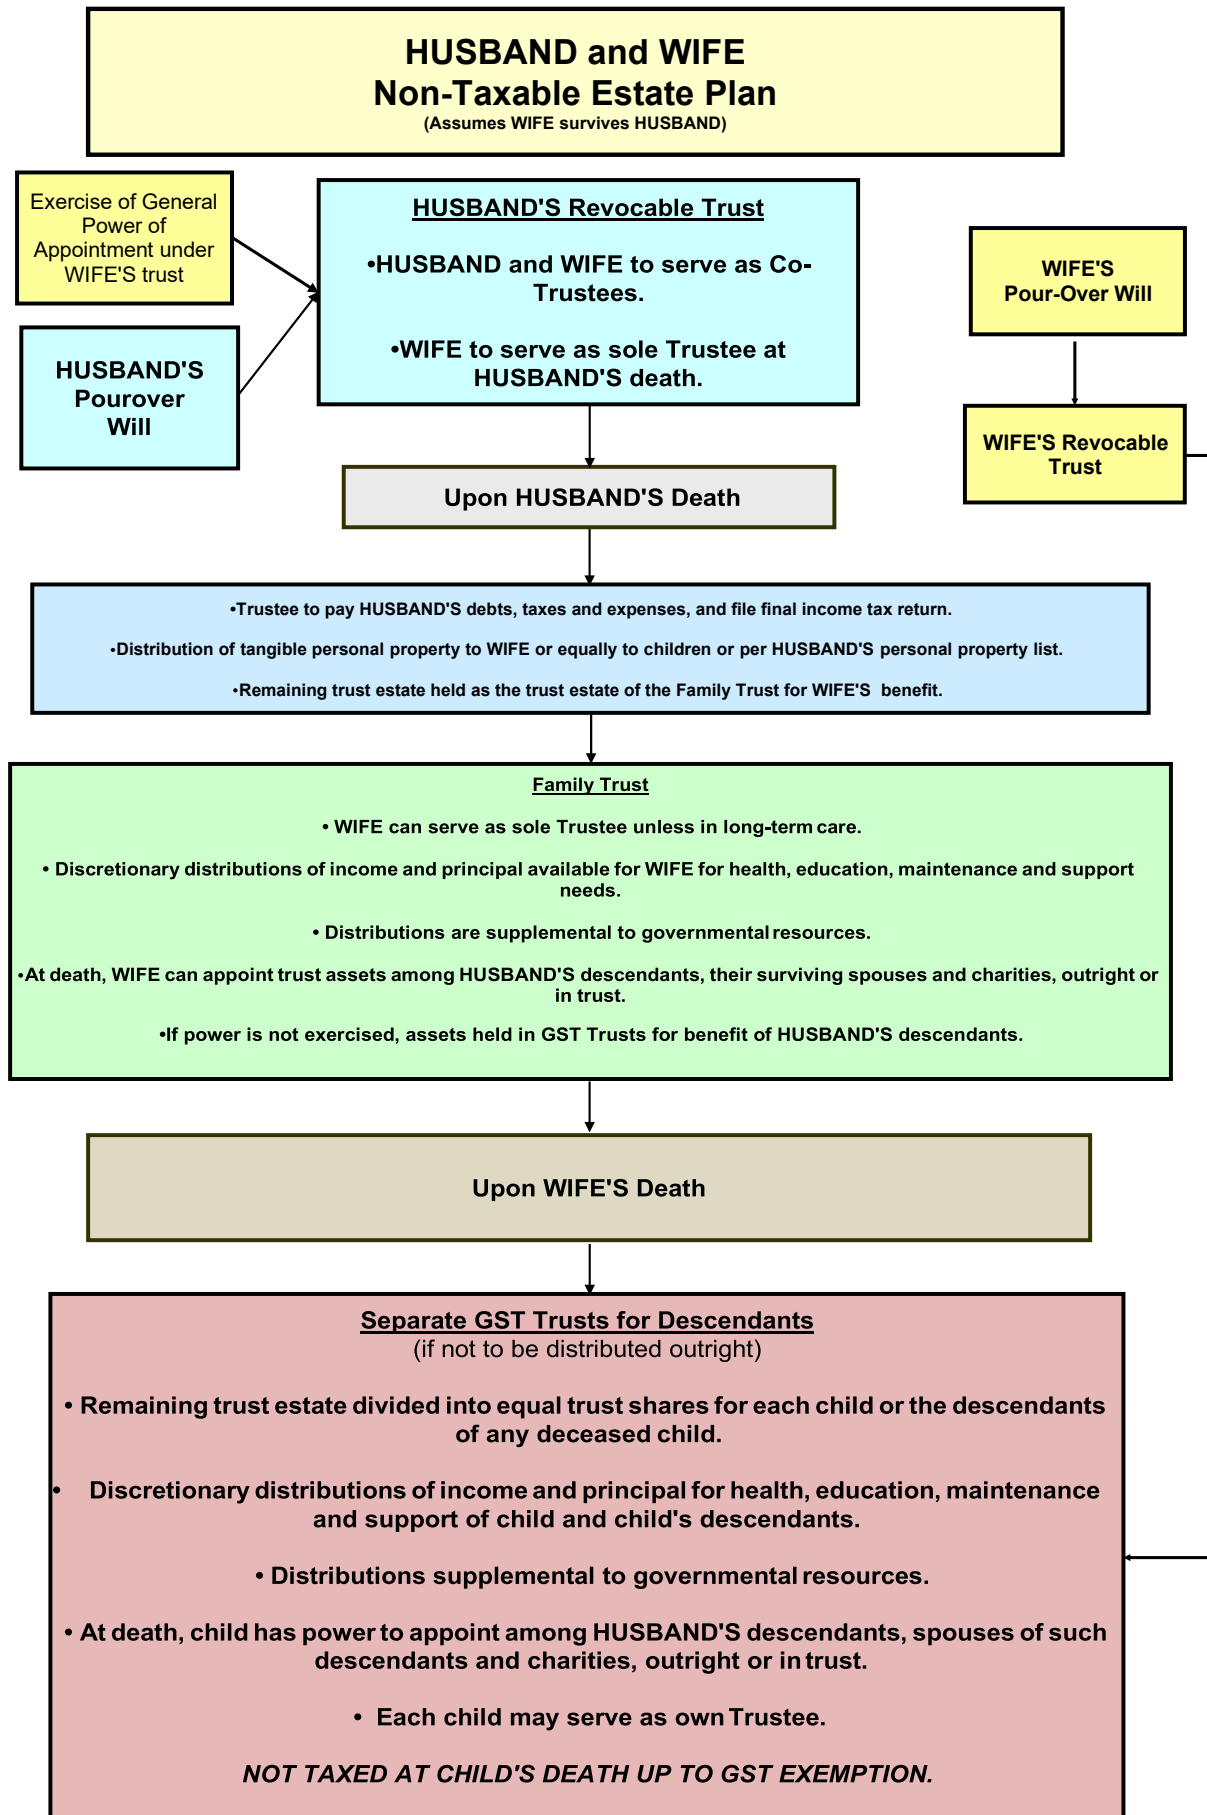 HUSBAND and WIFE
Non-Taxable Estate Plan
(Assumes WIFE survives HUSBAND)
Exercise of General
Power of
Appointment under
WIFE'S trust
HUSBAND'S
Pourover
Will
HUSBAND'S Revocable Trust
•HUSBAND and WIFE to serve as Co-
Trustees.
•WIFE to serve as sole Trustee at
HUSBAND'S death.
WIFE'S
Pour-Over Will
WIFE'S Revocable
Trust
Upon HUSBAND'S Death
•Trustee to pay HUSBAND'S debts, taxes and expenses, and file final income tax return.
•Distribution of tangible personal property to WIFE or equally to children or per HUSBAND'S personal property list.
•Remaining trust estate held as the trust estate of the Family Trust for WIFE'S benefit.
Family Trust
• WIFE can serve as sole Trustee unless in long-term care.
• Discretionary distributions of income and principal available for WIFE for health, education, maintenance and support
needs.
• Distributions are supplemental to governmental resources.
•At death, WIFE can appoint trust assets among HUSBAND'S descendants, their surviving spouses and charities, outright or
in trust.
•If power is not exercised, assets held in GST Trusts for benefit of HUSBAND'S descendants.
Upon WIFE'S Death
Separate GST Trusts for Descendants
(if not to be distributed outright)
• Remaining trust estate divided into equal trust shares for each child or the descendants
of any deceased child.
• Discretionary distributions of income and principal for health, education, maintenance
and support of child and child's descendants.
• Distributions supplemental to governmental resources.
• At death, child has power to appoint among HUSBAND'S descendants, spouses of such
descendants and charities, outright or in trust.
• Each child may serve as own Trustee.
NOT TAXED AT CHILD'S DEATH UP TO GST EXEMPTION.